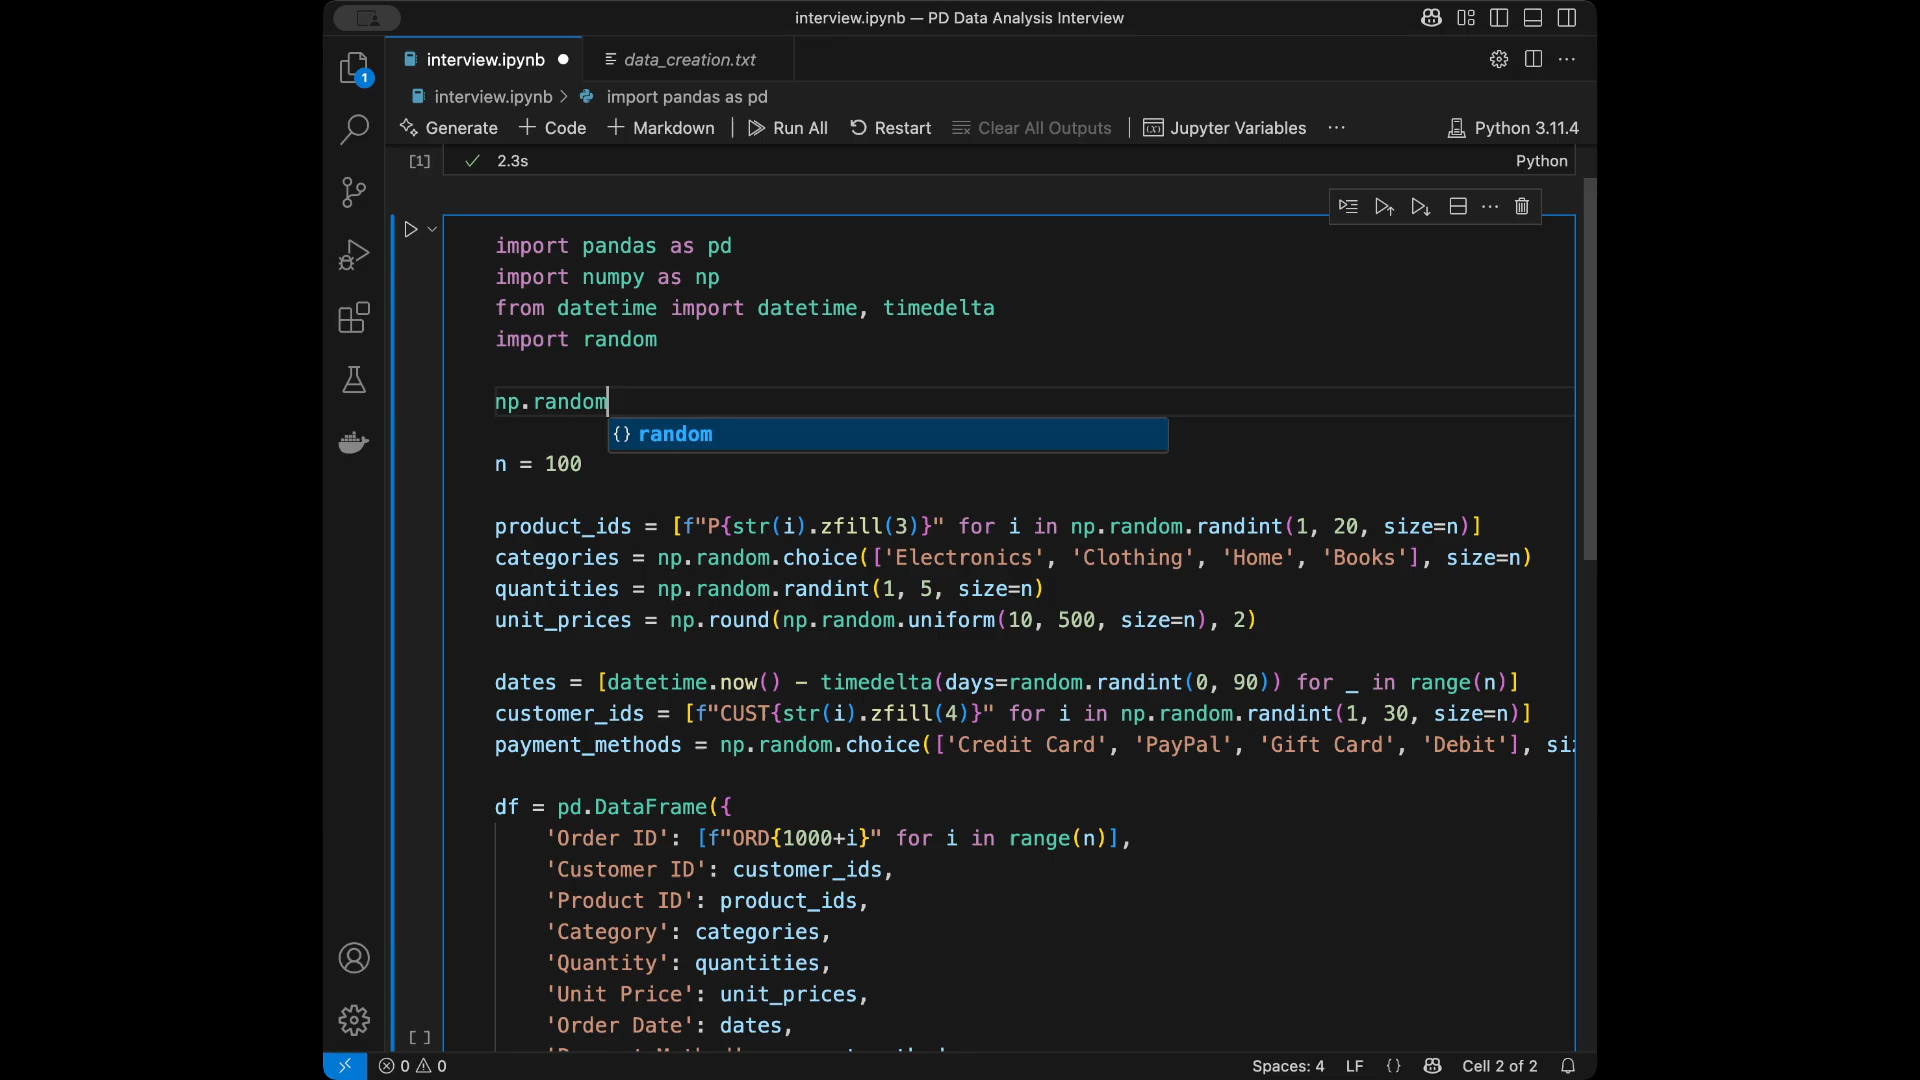 interview.ipynb — PD Data Analysis Interview
interview.ipynb
data_creation.txt
1
interview.ipynb > import pandas as pd
Generate + Code + Markdown | Run All Restart Clear All Outputs | Jupyter Variables ··· Python 3.11.4
[1] ✓ 2.3s Python
import pandas as pd
import numpy as np
from datetime import datetime, timedelta
import random
np.random
{} random
n = 100
product_ids = [f"P{str(i).zfill(3)}" for i in np.random.randint(1, 20, size=n)]
categories = np.random.choice(['Electronics', 'Clothing', 'Home', 'Books'], size=n)
quantities = np.random.randint(1, 5, size=n)
unit_prices = np.round(np.random.uniform(10, 500, size=n), 2)
dates = [datetime.now() - timedelta(days=random.randint(0, 90)) for _ in range(n)]
customer_ids = [f"CUST{str(i).zfill(4)}" for i in np.random.randint(1, 30, size=n)]
payment_methods = np.random.choice(['Credit Card', 'PayPal', 'Gift Card', 'Debit'], si
df = pd.DataFrame({
'Order ID': [f"ORD{1000+i}" for i in range(n)],
'Customer ID': customer_ids,
'Product ID': product_ids,
'Category': categories,
'Quantity': quantities,
'Unit Price': unit_prices,
'Order Date': dates,
[ ]
0 0 Spaces: 4 LF {} Cell 2 of 2